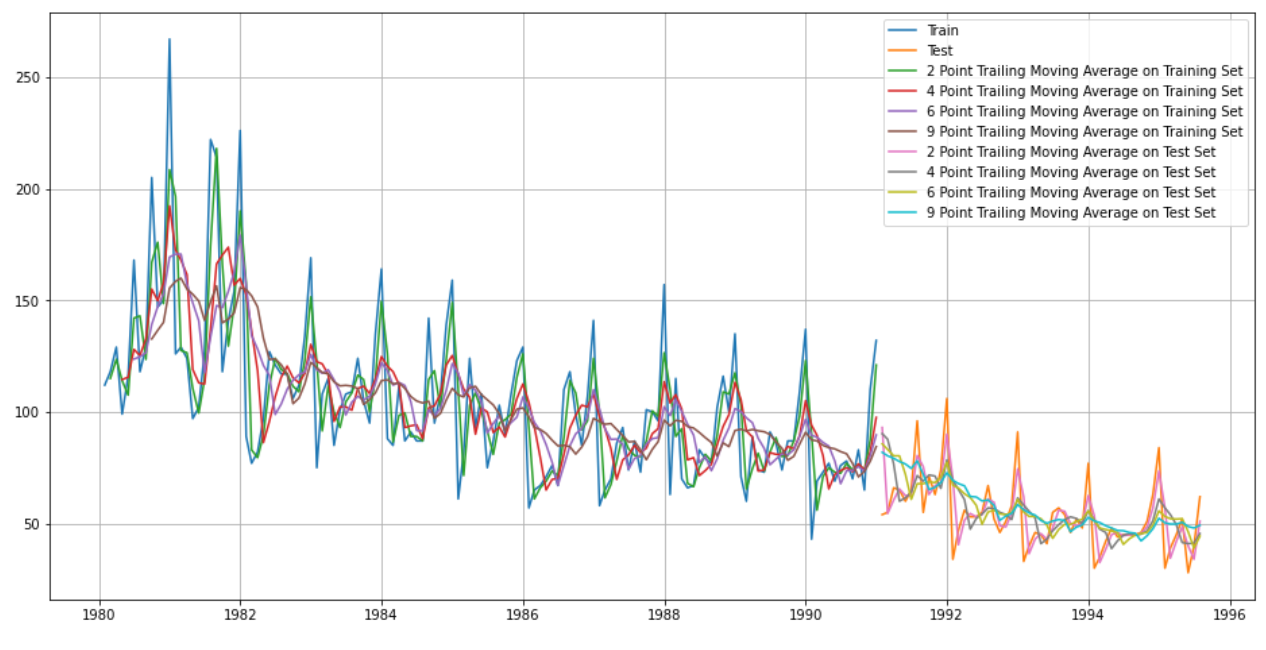 Train
Test
2 Point Trailing Moving Average on Training Set
4 Point Trailing Moving Average on Training Set
6 Point Trailing Moving Average on Training Set
9 Point Trailing Moving Average on Training Set
2 Point Trailing Moving Average on Test Set
4 Point Trailing Moving Average on Test Set
6 Point Trailing Moving Average on Test Set
9 Point Trailing Moving Average on Test Set
250
200
150
100
50
1980 1982 1984 1986 1988 1990 1992 1994 1996